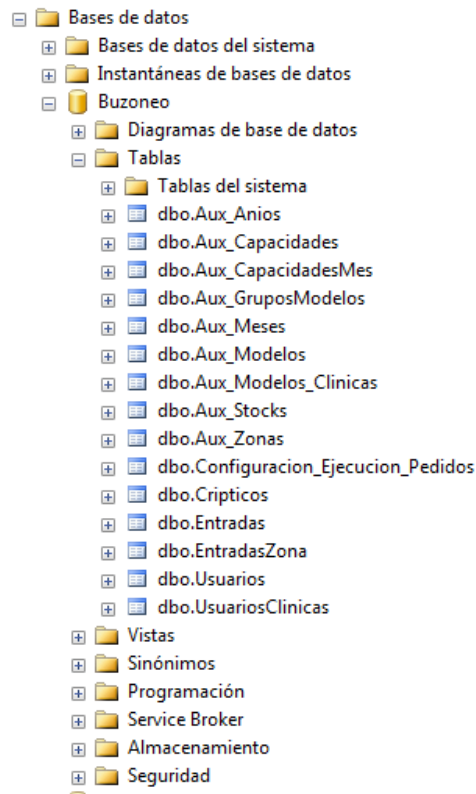 Bases de datos
Bases de datos del sistema
Instantáneas de bases de datos
Buzoneo
Diagramas de base de datos
Tablas
Tablas del sistema
dbo.Aux_Anios
dbo.Aux_Capacidades
dbo.Aux_CapacidadesMes
dbo.Aux_GruposModelos
dbo.Aux_Meses
dbo.Aux_Modelos
dbo.Aux_Modelos_Clinicas
dbo.Aux_Stocks
dbo.Aux_Zonas
dbo.Configuracion_Ejecucion_Pedidos
dbo.Cripticos
dbo.Entradas
dbo.EntradasZona
dbo.Usuarios
dbo.UsuariosClinicas
Vistas
Sinónimos
Programación
Service Broker
Almacenamiento
Seguridad